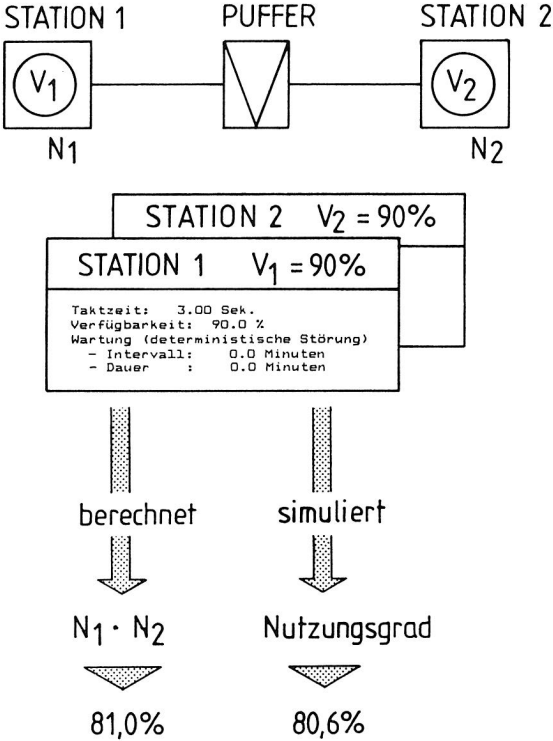 STATION 1 PUFFER STATION 2
V1 V2
N1 N2
STATION 2 V2 = 90%
STATION 1 V1 = 90%
Taktzeit: 3.00 Sek.
Verfügbarkeit: 90.0 %
Wartung (deterministische Störung)
- Intervall: 0.0 Minuten
- Dauer : 0.0 Minuten
berechnet simuliert
N1 · N2 Nutzungsgrad
81,0% 80,6%